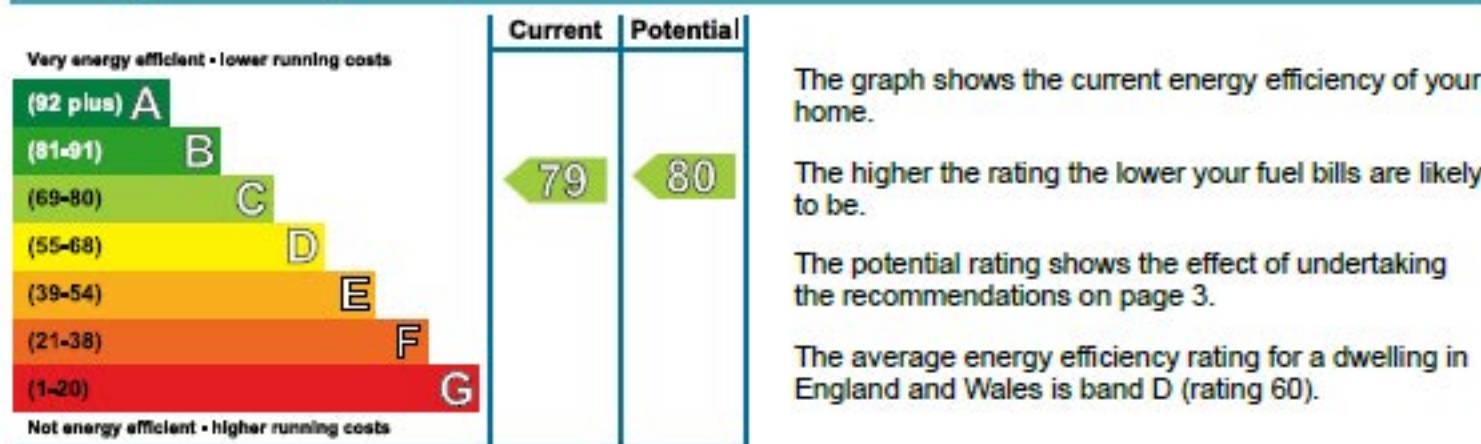 Current Potential
Very energy efficient - lower running costs
(92 plus) A
(81-91) B
(69-80) C
(55-68) D
(39-54) E
(21-38) F
(1-20) G
79 80
Not energy efficient - higher running costs
The graph shows the current energy efficiency of your
home.
The higher the rating the lower your fuel bills are likely
to be.
The potential rating shows the effect of undertaking
the recommendations on page 3.
The average energy efficiency rating for a dwelling in
England and Wales is band D (rating 60).